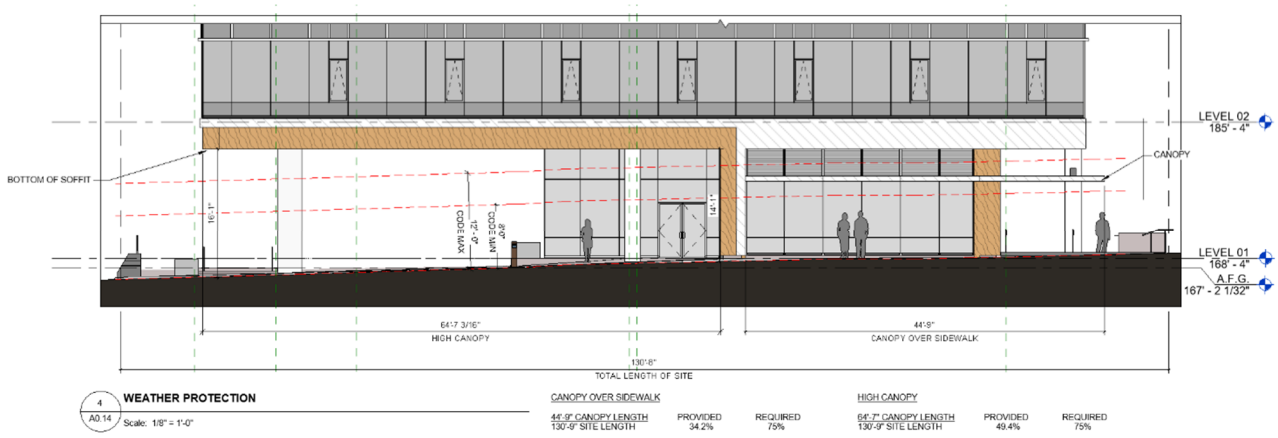 LEVEL 02
185' - 4"
CANOPY
BOTTOM OF SOFFIT
16'-1"
12' - 0"
CODE MAX
8'0"
CODE MIN
14'-1"
LEVEL 01
168' - 4"
A.F.G.
167' - 2 1/32"
64'-7 3/16"
HIGH CANOPY
44'-9"
CANOPY OVER SIDEWALK
130'-8"
TOTAL LENGTH OF SITE
4
A0.14
WEATHER PROTECTION
Scale: 1/8" = 1'-0"
CANOPY OVER SIDEWALK
44'-9" CANOPY LENGTH PROVIDED REQUIRED
130'-9" SITE LENGTH 34.2% 75%
HIGH CANOPY
64'-7" CANOPY LENGTH PROVIDED REQUIRED
130'-9" SITE LENGTH 49.4% 75%